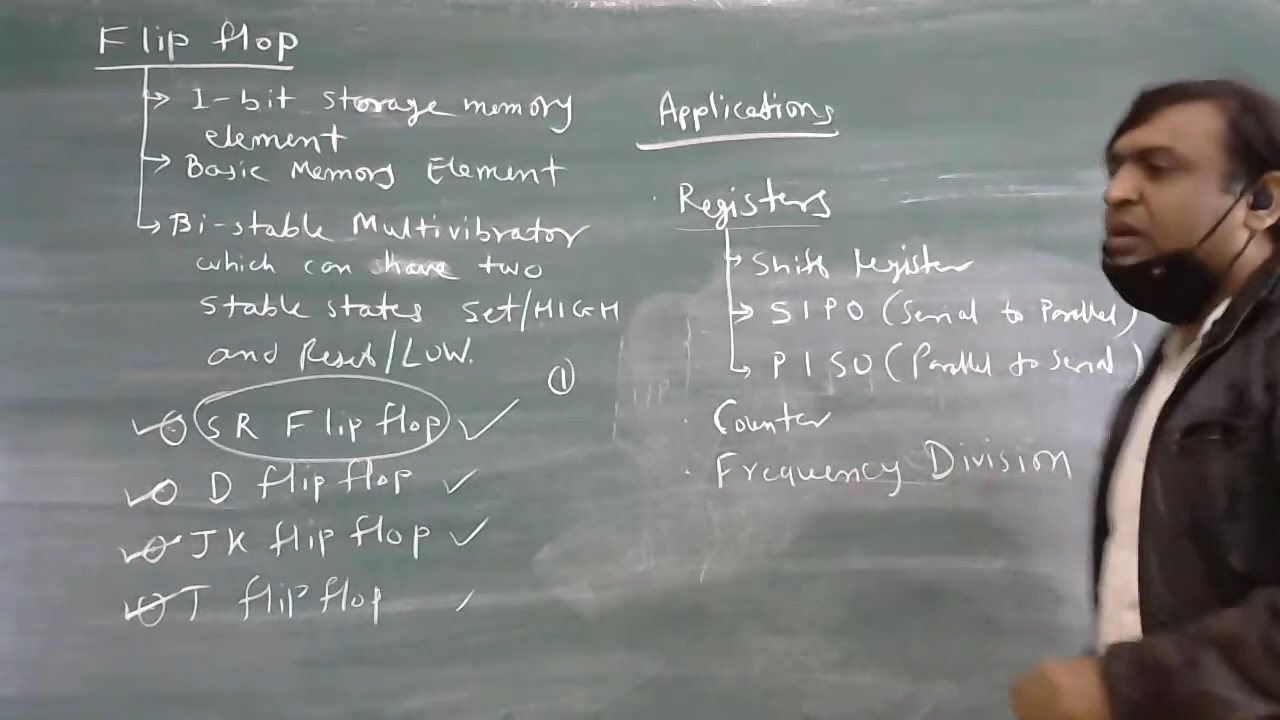 Flip flop
→ 1-bit storage memory
element
→ Basic Memory Element
→ Bi-stable Multivibrator
which can have two
stable states Set/HIGH
and Reset/LOW.
①
SR Flip flop ✓
D flip flop ✓
JK flip flop ✓
T flip flop
Applications
· Registers
→ Shift register
→ SIPO (Serial to Parallel)
→ PISO (Parallel to Serial)
· Counter
· Frequency Division